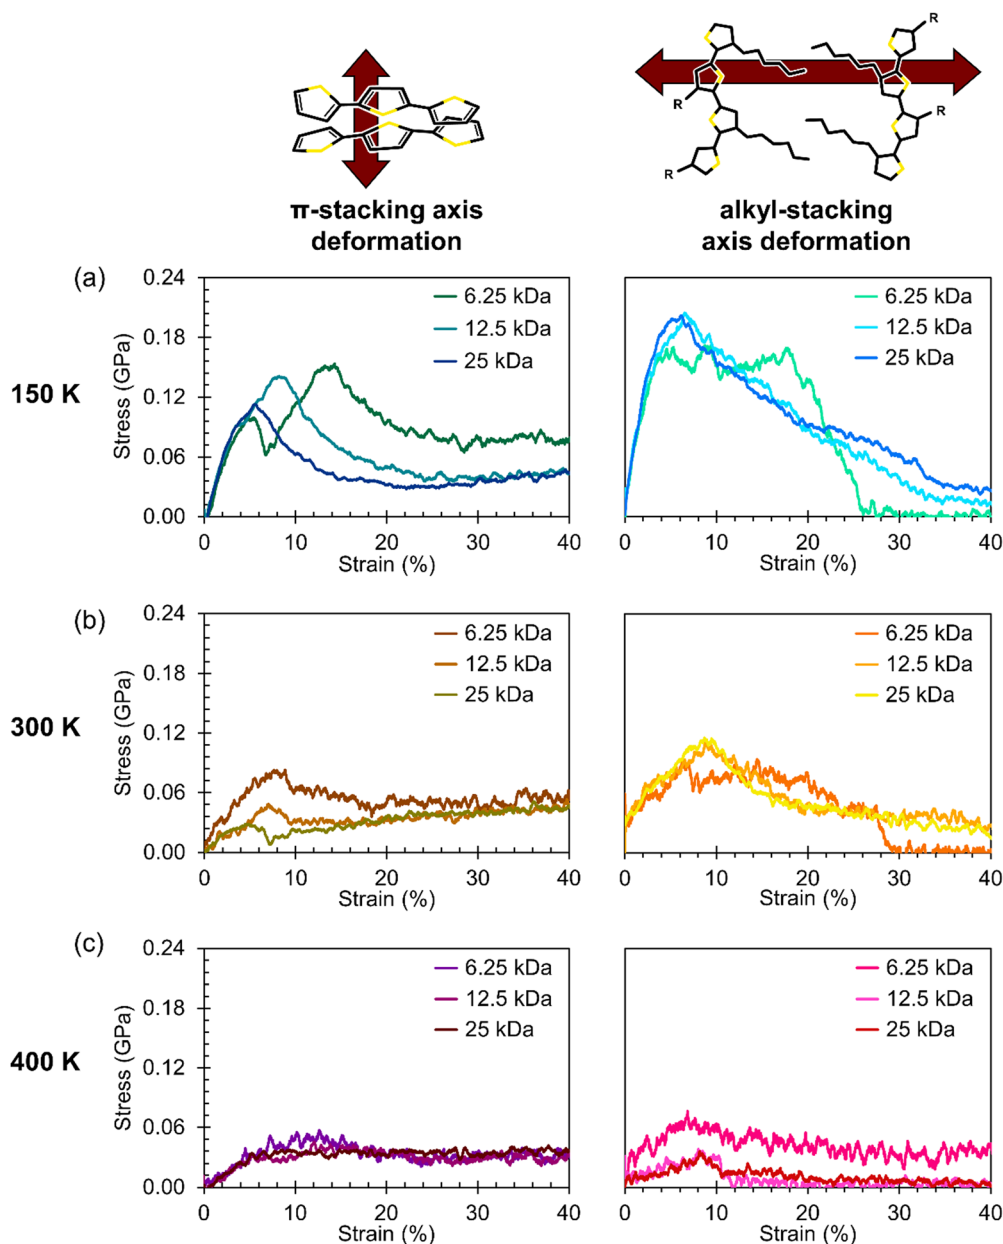 R
R
R
R
π-stacking axis
deformation
alkyl-stacking
axis deformation
(a)
150 K
Stress (GPa)
0.24
0.18
0.12
0.06
0.00
6.25 kDa
12.5 kDa
25 kDa
0 10 20 30 40
Strain (%)
6.25 kDa
12.5 kDa
25 kDa
0 10 20 30 40
Strain (%)
(b)
300 K
Stress (GPa)
0.24
0.18
0.12
0.06
0.00
6.25 kDa
12.5 kDa
25 kDa
0 10 20 30 40
Strain (%)
6.25 kDa
12.5 kDa
25 kDa
0 10 20 30 40
Strain (%)
(c)
400 K
Stress (GPa)
0.24
0.18
0.12
0.06
0.00
6.25 kDa
12.5 kDa
25 kDa
0 10 20 30 40
Strain (%)
6.25 kDa
12.5 kDa
25 kDa
0 10 20 30 40
Strain (%)